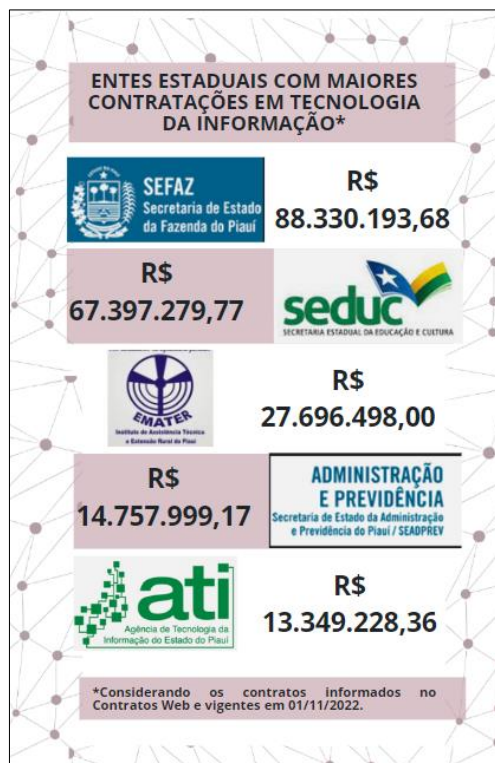 ENTES ESTADUAIS COM MAIORES
CONTRATAÇÕES EM TECNOLOGIA
DA INFORMAÇÃO*
SEFAZ
Secretaria de Estado
da Fazenda do Piauí
R$
88.330.193,68
R$
67.397.279,77
seduc
SECRETARIA ESTADUAL DA EDUCAÇÃO E CULTURA
EMATER
Instituto de Assistência Técnica
e Extensão Rural do Piauí
R$
27.696.498,00
R$
14.757.999,17
ADMINISTRAÇÃO
E PREVIDÊNCIA
Secretaria de Estado da Administração
e Previdência do Piauí / SEADPREV
ati
Agência de Tecnologia da
Informação do Estado do Piauí
R$
13.349.228,36
*Considerando os contratos informados no
Contratos Web e vigentes em 01/11/2022.